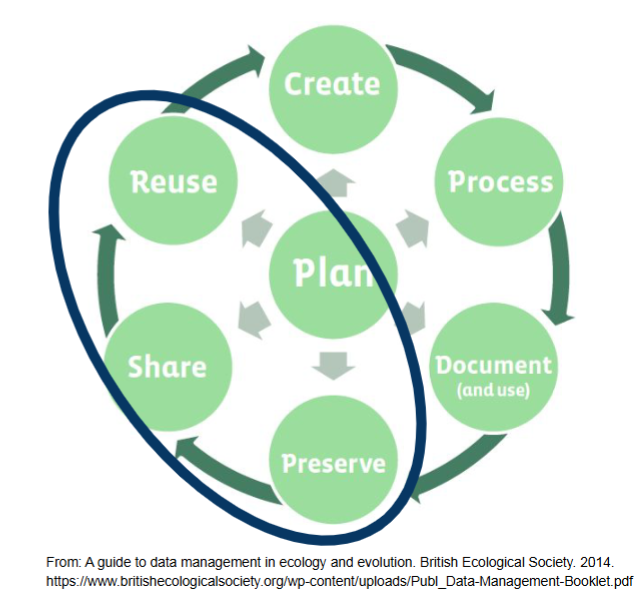 Create
Reuse
Process
Plan
Share
Document
(and use)
Preserve
From: A guide to data management in ecology and evolution. British Ecological Society. 2014.
https://www.britishecologicalsociety.org/wp-content/uploads/Publ_Data-Management-Booklet.pdf